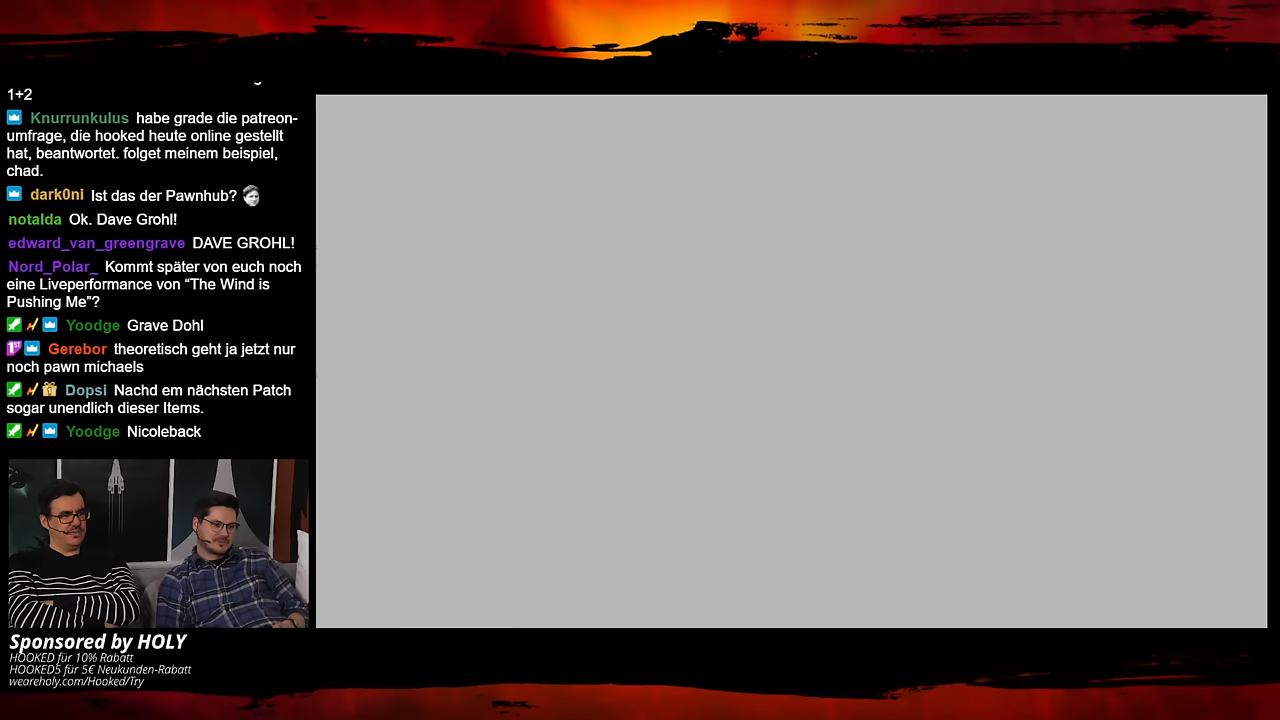 1+2
Knurrunkulus habe grade die patreon-
umfrage, die hooked heute online gestellt
hat, beantwortet. folget meinem beispiel,
chad.
dark0ni Ist das der Pawnhub?
notalda Ok. Dave Grohl!
edward_van_greengrave DAVE GROHL!
Nord_Polar_ Kommt später von euch noch
eine Liveperformance von “The Wind is
Pushing Me”?
Yoodge Grave Dohl
Gerebor theoretisch geht ja jetzt nur
noch pawn michaels
Dopsi Nachd em nächsten Patch
sogar unendlich dieser Items.
Yoodge Nicoleback
Sponsored by HOLY
HOOKED für 10% Rabatt
HOOKED5 für 5€ Neukunden-Rabatt
weareholy.com/Hooked/Try